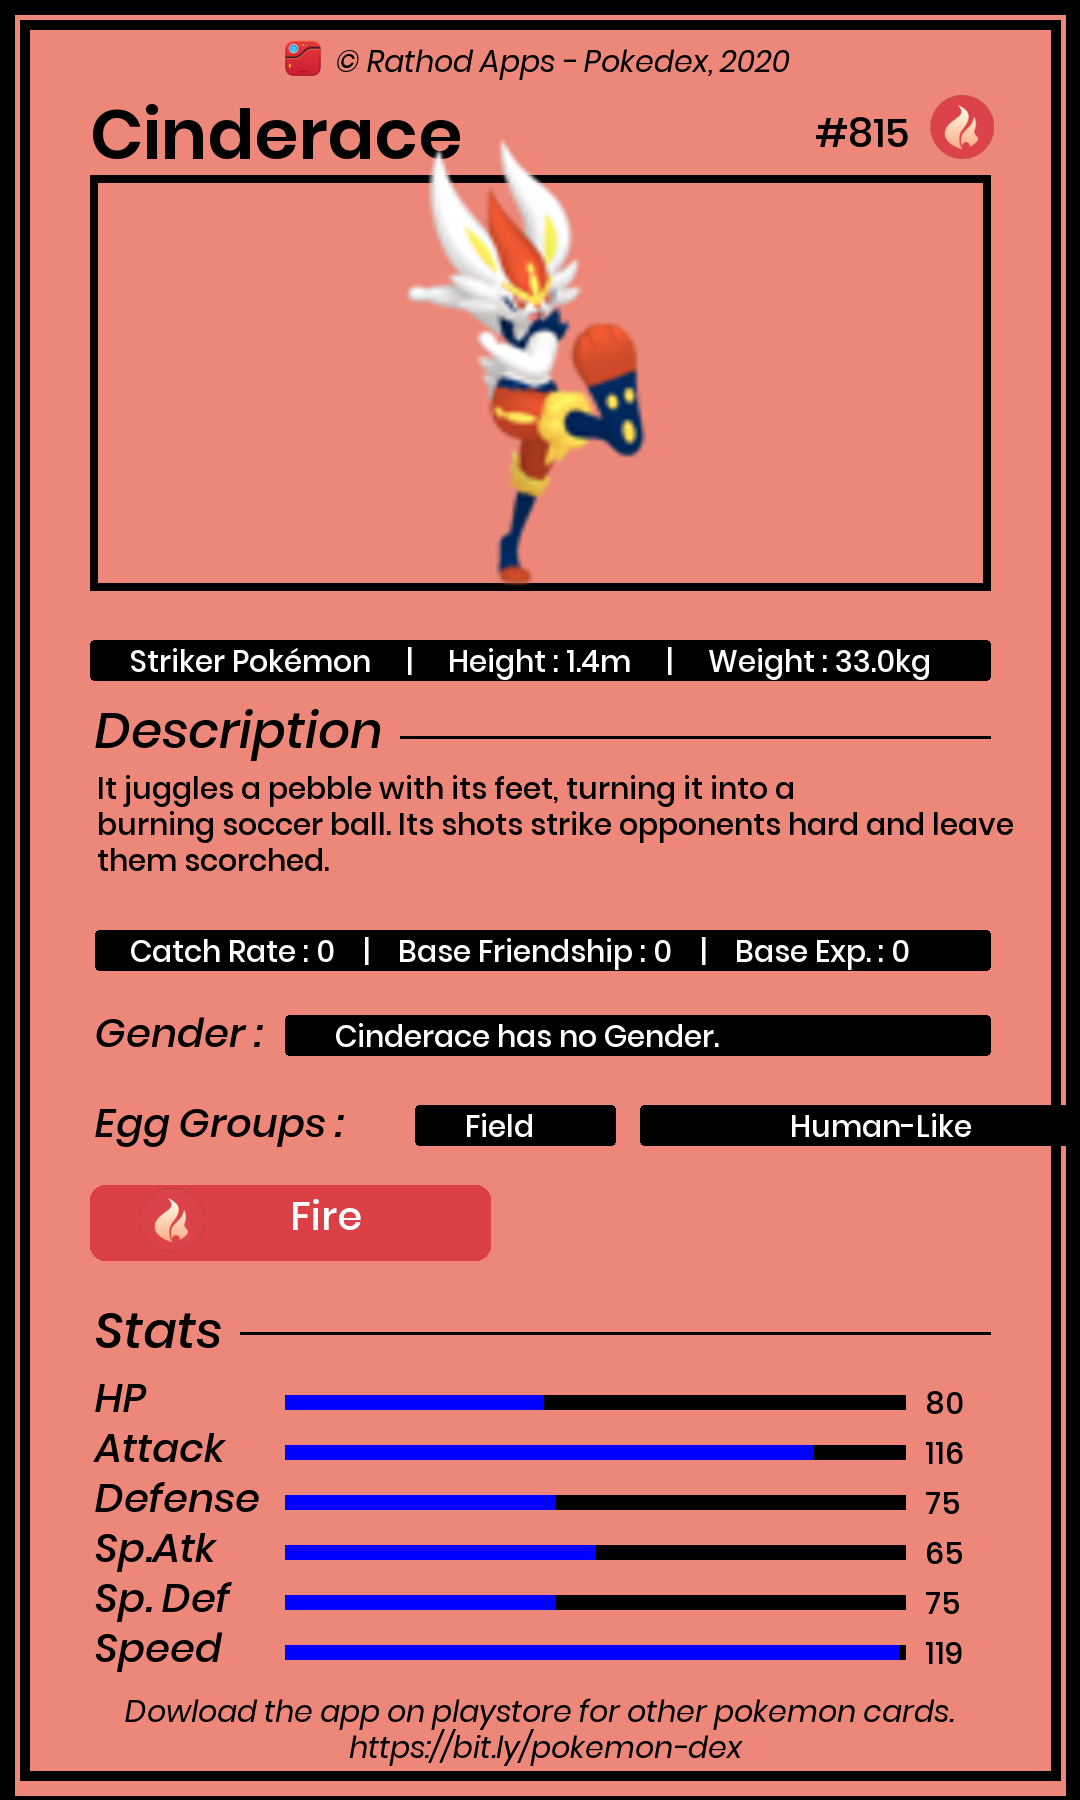 © Rathod Apps - Pokedex, 2020
Cinderace
#815
Striker Pokémon | Height : 1.4m | Weight : 33.0kg
Description
It juggles a pebble with its feet, turning it into a
burning soccer ball. Its shots strike opponents hard and leave
them scorched.
Catch Rate : 0 | Base Friendship : 0 | Base Exp. : 0
Gender : Cinderace has no Gender.
Egg Groups : Field Human-Like
Fire
Stats
HP 80
Attack 116
Defense 75
Sp.Atk 65
Sp. Def 75
Speed 119
Dowload the app on playstore for other pokemon cards.
https://bit.ly/pokemon-dex